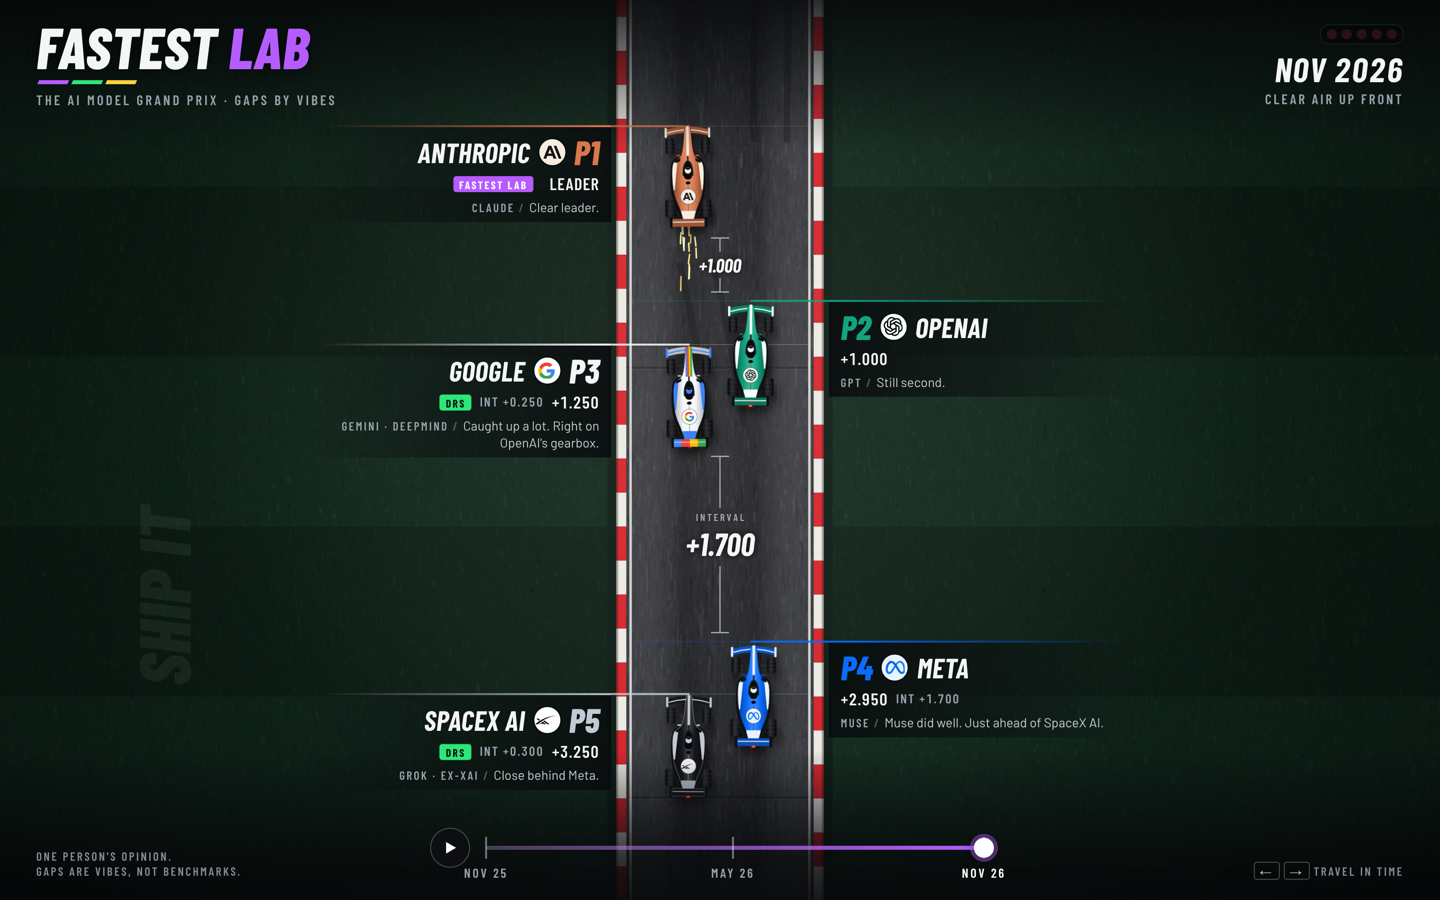 FASTEST LAB
THE AI MODEL GRAND PRIX · GAPS BY VIBES
NOV 2026
CLEAR AIR UP FRONT
ANTHROPIC AI P1
FASTEST LAB LEADER
CLAUDE / Clear leader.
+1.000
P2 OPENAI
+1.000
GPT / Still second.
GOOGLE G P3
DRS INT +0.250 +1.250
GEMINI · DEEPMIND / Caught up a lot. Right on
OpenAI's gearbox.
SHIP IT
INTERVAL
+1.700
P4 META
+2.950 INT +1.700
MUSE / Muse did well. Just ahead of SpaceX AI.
SPACEX AI P5
DRS INT +0.300 +3.250
GROK · EX-XAI / Close behind Meta.
NOV 25
MAY 26
NOV 26
ONE PERSON'S OPINION.
GAPS ARE VIBES, NOT BENCHMARKS.
← → TRAVEL IN TIME